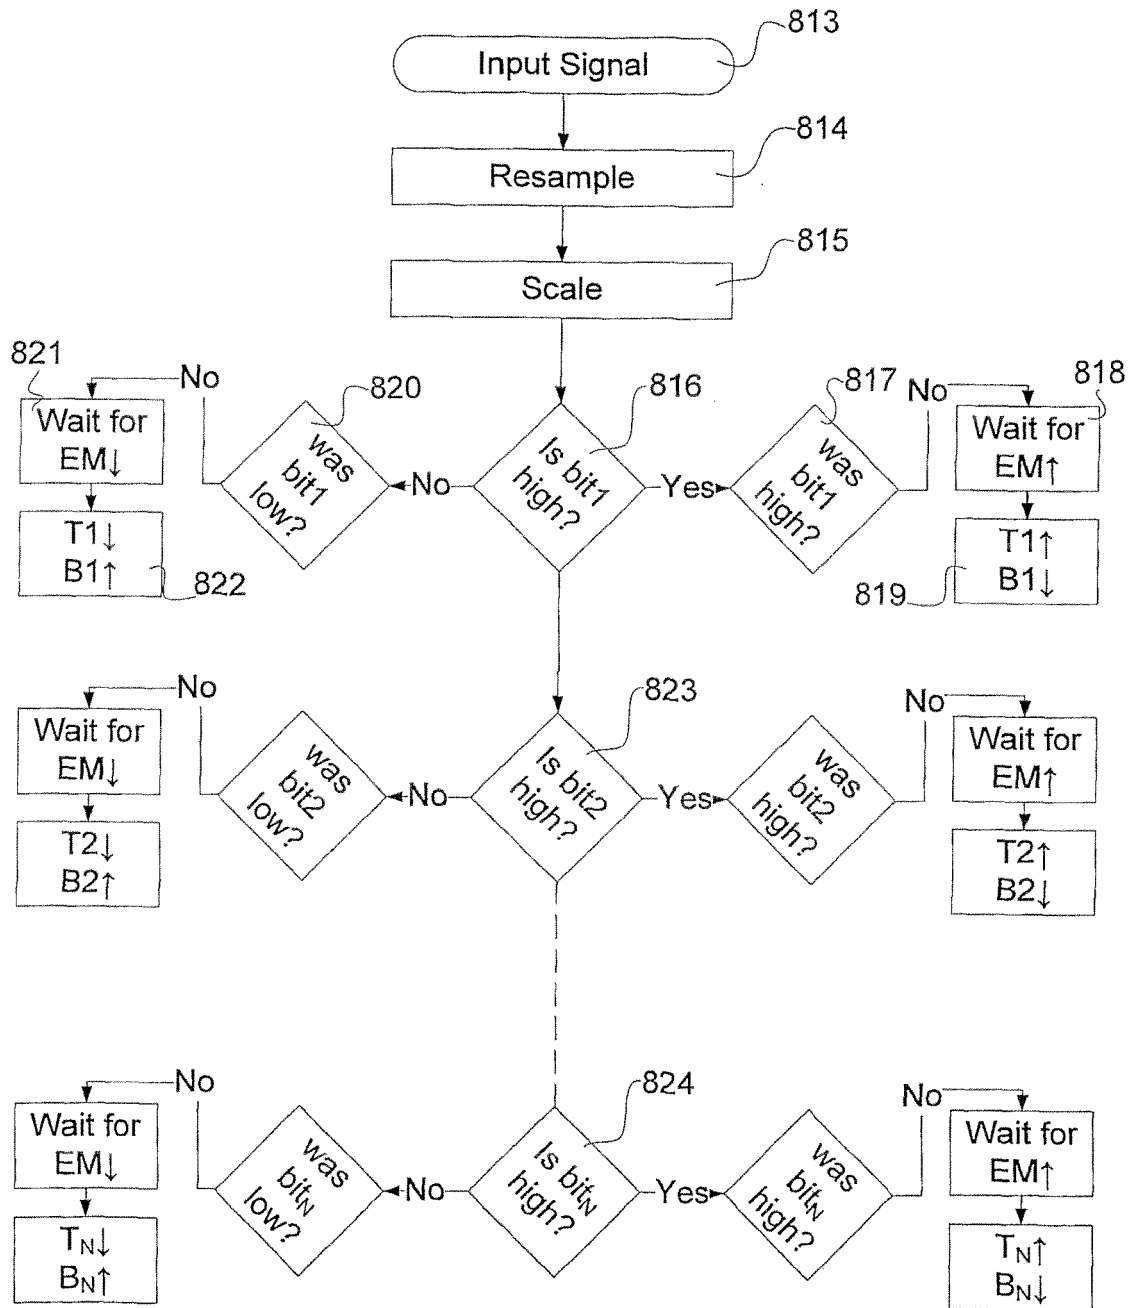 813
Input Signal
814
Resample
815
Scale
821
No
820
816
817
No
818
Wait for
EM↓
was
bit1
low?
No
Is bit1
high?
Yes
was
bit1
high?
Wait for
EM↑
T1↓
B1↑
822
819
T1↑
B1↓
No
823
No
Wait for
EM↓
was
bit2
low?
No
Is bit2
high?
Yes
was
bit2
high?
Wait for
EM↑
T2↓
B2↑
T2↑
B2↓
No
824
No
Wait for
EM↓
was
bitN
low?
No
Is bitN
high?
Yes
was
bitN
high?
Wait for
EM↑
TN↓
BN↑
TN↑
BN↓